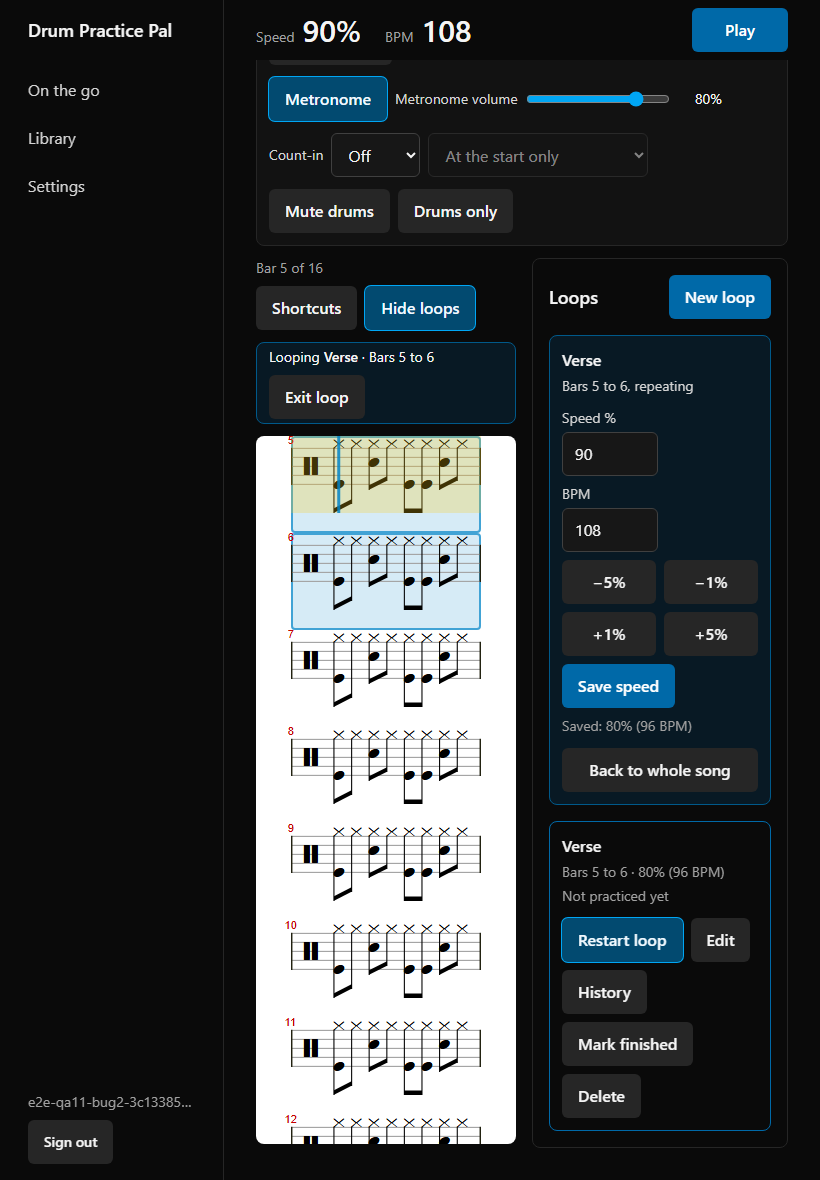 Drum Practice Pal
On the go
Library
Settings
e2e-qa11-bug2-3c13385...
Sign out
Speed 90% BPM 108
Play
Metronome Metronome volume 80%
Count-in Off At the start only
Mute drums Drums only
Bar 5 of 16
Shortcuts Hide loops
Looping Verse · Bars 5 to 6
Exit loop
5
6
7
8
9
10
11
12
Loops New loop
Verse
Bars 5 to 6, repeating
Speed %
90
BPM
108
−5% −1%
+1% +5%
Save speed
Saved: 80% (96 BPM)
Back to whole song
Verse
Bars 5 to 6 · 80% (96 BPM)
Not practiced yet
Restart loop Edit
History
Mark finished
Delete